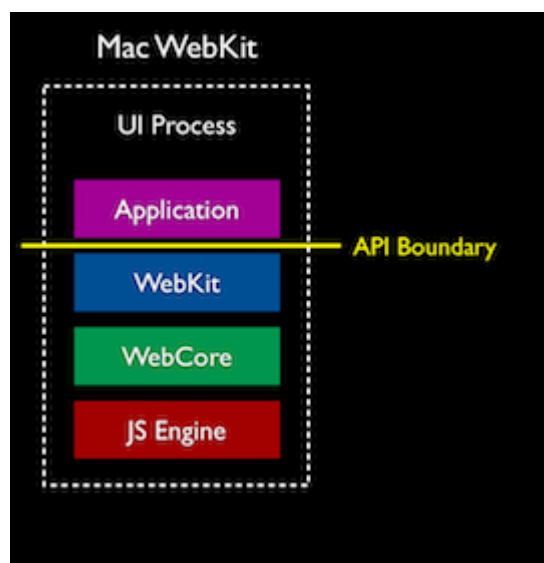 Mac WebKit
UI Process
Application
API Boundary
WebKit
WebCore
JS Engine